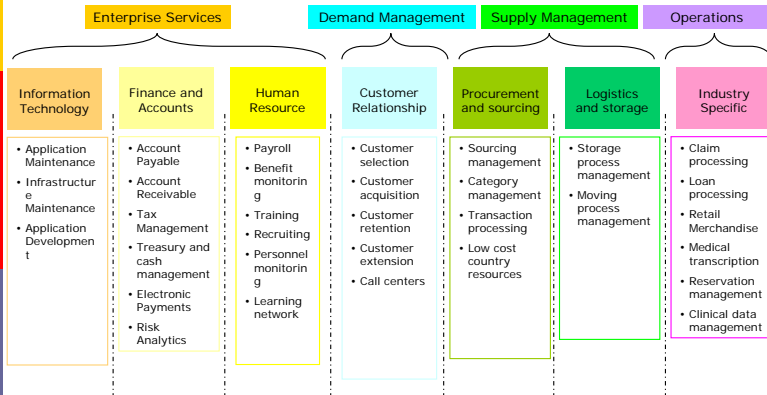 Enterprise Services
Demand Management
Supply Management
Operations
Information
Technology
Finance and
Accounts
Human
Resource
Customer
Relationship
Procurement
and sourcing
Logistics
and storage
Industry
Specific
• Application
Maintenance
• Infrastructur
e
Maintenance
• Application
Developmen
t
• Account
Payable
• Account
Receivable
• Tax
Management
• Treasury and
cash
management
• Electronic
Payments
• Risk
Analytics
• Payroll
• Benefit
monitorin
g
• Training
• Recruiting
• Personnel
monitorin
g
• Learning
network
• Customer
selection
• Customer
acquisition
• Customer
retention
• Customer
extension
• Call centers
• Sourcing
management
• Category
management
• Transaction
processing
• Low cost
country
resources
• Storage
process
management
• Moving
process
management
• Claim
processing
• Loan
processing
• Retail
Merchandise
• Medical
transcription
• Reservation
management
• Clinical data
management